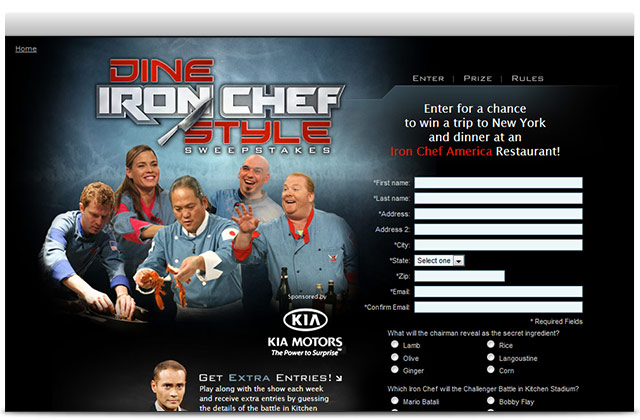 Home
DINE
IRON CHEF
STYLE
SWEEPSTAKES
ENTER | PRIZE | RULES
Enter for a chance
to win a trip to New York
and dinner at an
Iron Chef America Restaurant!
*First name:
*Last name:
*Address:
Address 2:
*City:
*State: Select one
*Zip:
*Email:
*Confirm Email:
* Required Fields
Sponsored by
KIA
KIA MOTORS
The Power to Surprise™
What will the chairman reveal as the secret ingredient?
Lamb Rice
Olive Langoustine
Ginger Corn
Which Iron Chef will the Challenger Battle in Kitchen Stadium?
Mario Batali Bobby Flay
GET EXTRA ENTRIES!
Play along with the show each week
and receive extra entries by guessing
the details of the battle in Kitchen